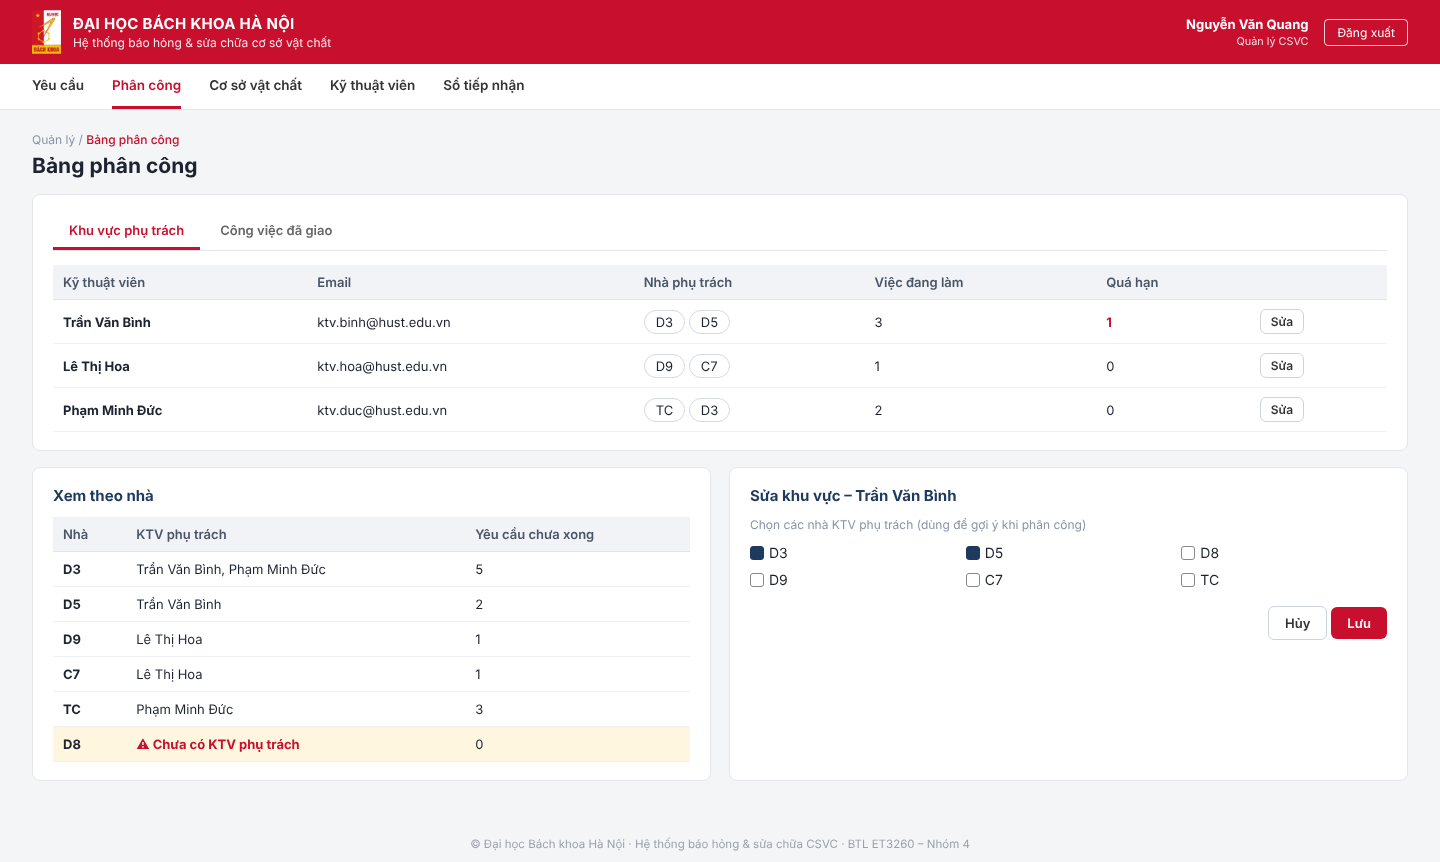 BÁCH KHOA
ĐẠI HỌC BÁCH KHOA HÀ NỘI
Hệ thống báo hỏng & sửa chữa cơ sở vật chất
Nguyễn Văn Quang
Quản lý CSVC
Đăng xuất
Yêu cầu Phân công Cơ sở vật chất Kỹ thuật viên Sổ tiếp nhận
Quản lý / Bảng phân công
Bảng phân công
Khu vực phụ trách Công việc đã giao
Kỹ thuật viên Email Nhà phụ trách Việc đang làm Quá hạn
Trần Văn Bình ktv.binh@hust.edu.vn D3 D5 3 1 Sửa
Lê Thị Hoa ktv.hoa@hust.edu.vn D9 C7 1 0 Sửa
Phạm Minh Đức ktv.duc@hust.edu.vn TC D3 2 0 Sửa
Xem theo nhà
Nhà KTV phụ trách Yêu cầu chưa xong
D3 Trần Văn Bình, Phạm Minh Đức 5
D5 Trần Văn Bình 2
D9 Lê Thị Hoa 1
C7 Lê Thị Hoa 1
TC Phạm Minh Đức 3
D8 ⚠ Chưa có KTV phụ trách 0
Sửa khu vực – Trần Văn Bình
Chọn các nhà KTV phụ trách (dùng để gợi ý khi phân công)
D3 D5 D8
D9 C7 TC
Hủy Lưu
© Đại học Bách khoa Hà Nội · Hệ thống báo hỏng & sửa chữa CSVC · BTL ET3260 – Nhóm 4